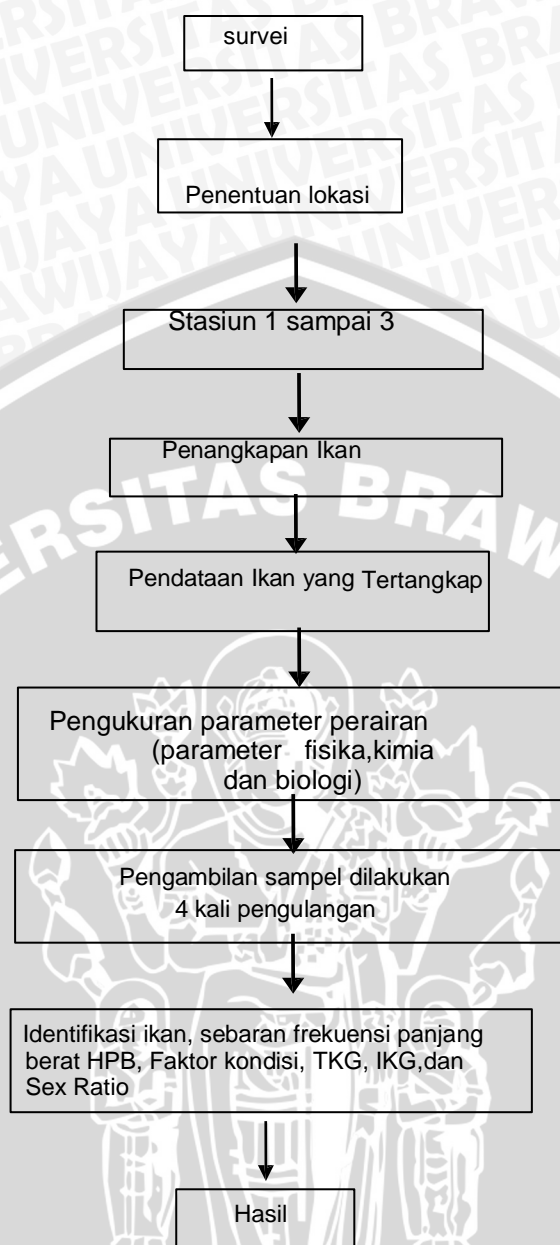 survei
Penentuan lokasi
Stasiun 1 sampai 3
Penangkapan Ikan
Pendataan Ikan yang Tertangkap
Pengukuran parameter perairan
(parameter fisika,kimia
dan biologi)
Pengambilan sampel dilakukan
4 kali pengulangan
Identifikasi ikan, sebaran frekuensi panjang
berat HPB, Faktor kondisi, TKG, IKG,dan
Sex Ratio
Hasil